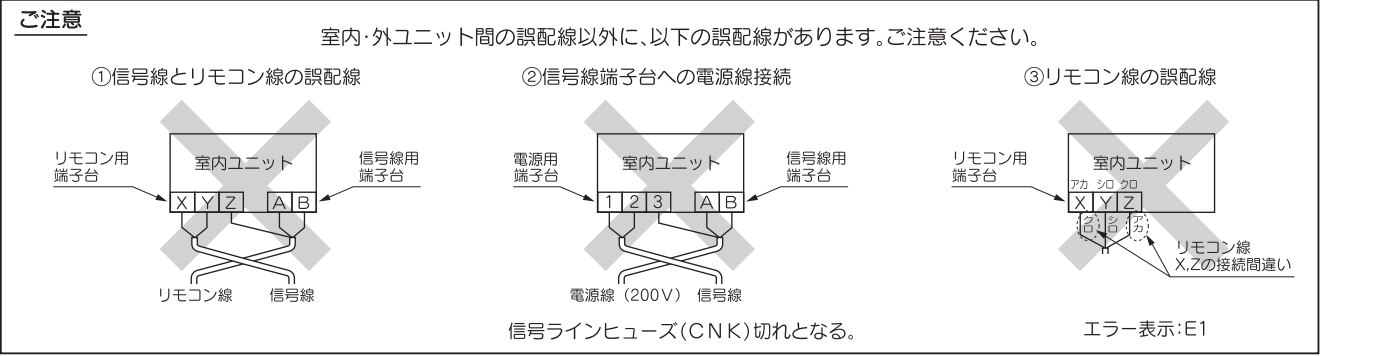 ご注意
室内・外ユニット間の誤配線以外に、以下の誤配線があります。ご注意ください。
①信号線とリモコン線の誤配線
リモコン用
端子台
室内ユニット
信号線用
端子台
X Y Z A B
リモコン線
信号線
②信号線端子台への電源線接続
電源用
端子台
室内ユニット
信号線用
端子台
1 2 3 A B
電源線（200V）
信号線
信号ラインヒューズ(CNK)切れとなる。
③リモコン線の誤配線
リモコン用
端子台
室内ユニット
アカ シロ クロ
X Y Z
クロ シロ アカ
リモコン線
X,Zの接続間違い
エラー表示:E1